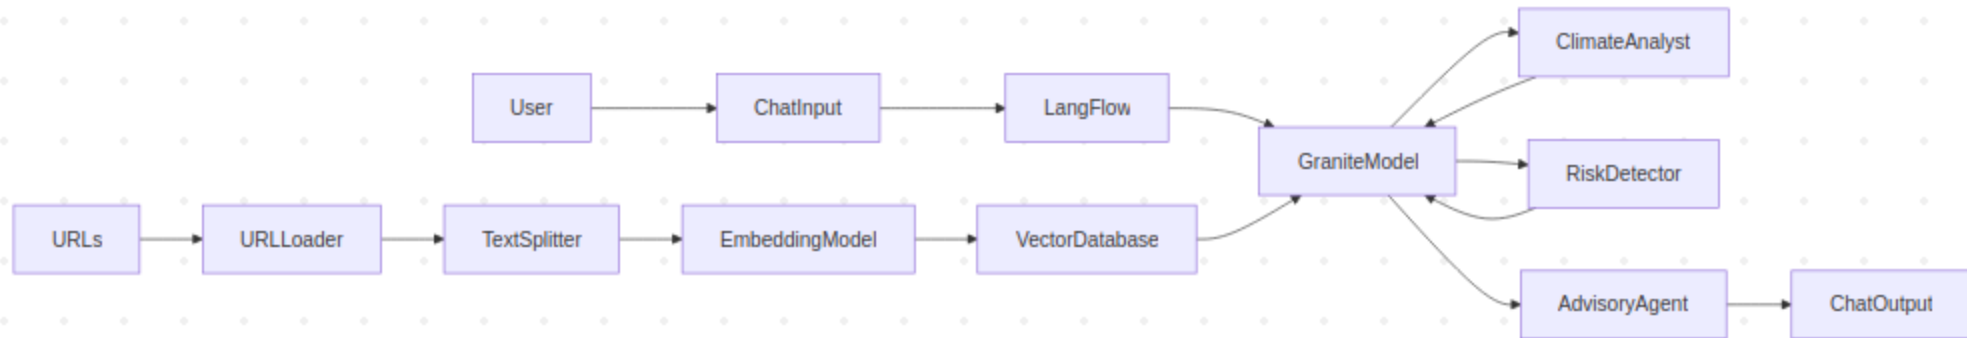 ClimateAnalyst
User
ChatInput
LangFlow
GraniteModel
RiskDetector
URLs
URLLoader
TextSplitter
EmbeddingModel
VectorDatabase
AdvisoryAgent
ChatOutput